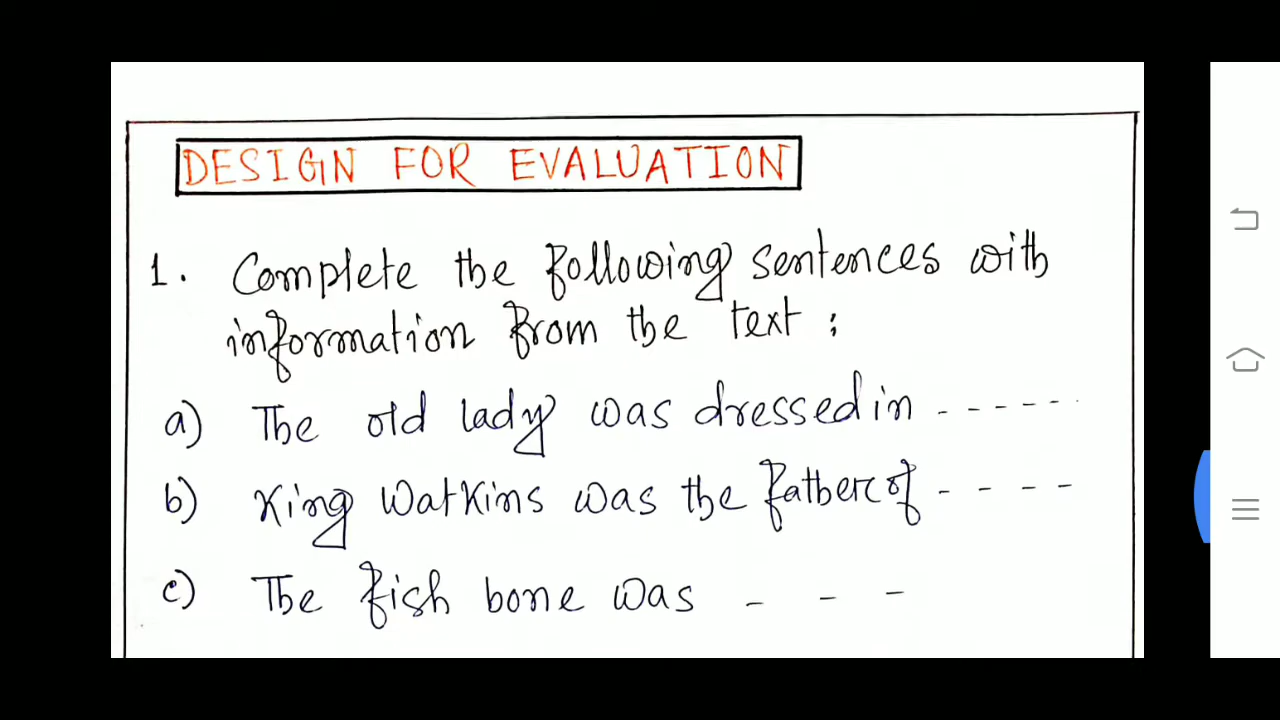 DESIGN FOR EVALUATION
1. Complete the following sentences with
information from the text :
a) The old lady was dressed in ------
b) King Watkins was the father of ----
c) The fish bone was ---